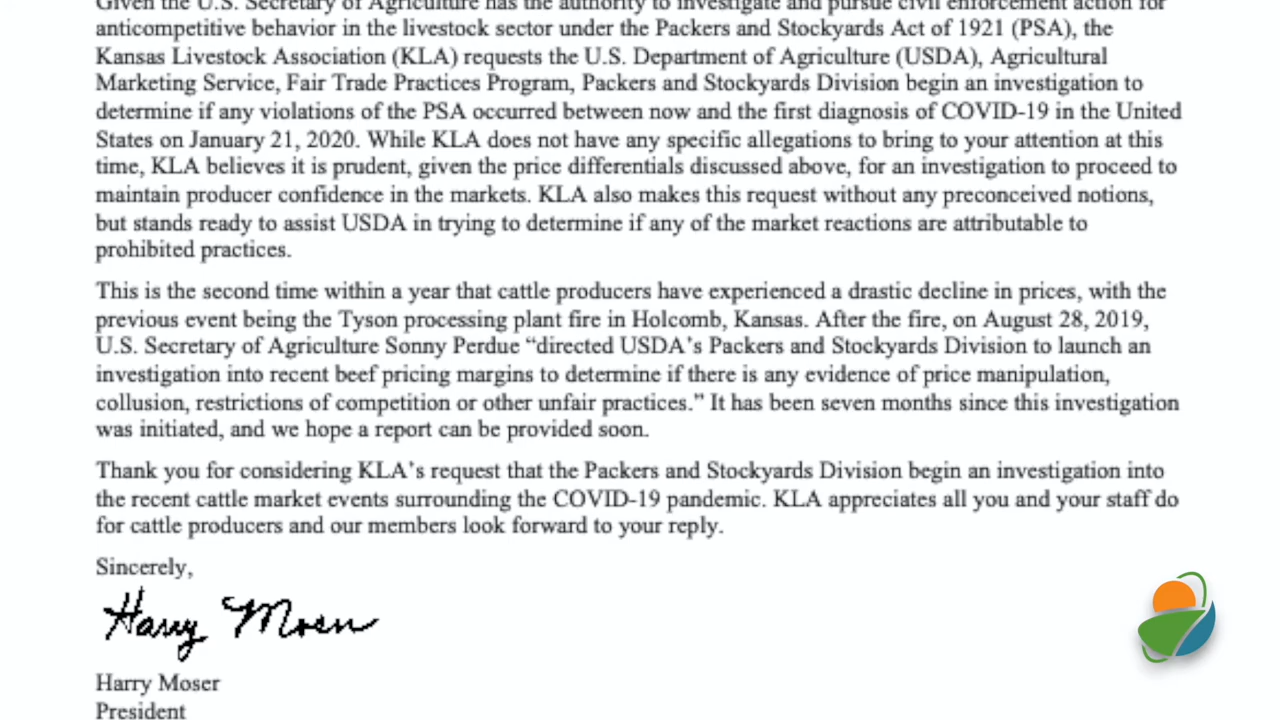 Given the U.S. Secretary of Agriculture has the authority to investigate and pursue civil enforcement action for
anticompetitive behavior in the livestock sector under the Packers and Stockyards Act of 1921 (PSA), the
Kansas Livestock Association (KLA) requests the U.S. Department of Agriculture (USDA), Agricultural
Marketing Service, Fair Trade Practices Program, Packers and Stockyards Division begin an investigation to
determine if any violations of the PSA occurred between now and the first diagnosis of COVID-19 in the United
States on January 21, 2020. While KLA does not have any specific allegations to bring to your attention at this
time, KLA believes it is prudent, given the price differentials discussed above, for an investigation to proceed to
maintain producer confidence in the markets. KLA also makes this request without any preconceived notions,
but stands ready to assist USDA in trying to determine if any of the market reactions are attributable to
prohibited practices.
This is the second time within a year that cattle producers have experienced a drastic decline in prices, with the
previous event being the Tyson processing plant fire in Holcomb, Kansas. After the fire, on August 28, 2019,
U.S. Secretary of Agriculture Sonny Perdue “directed USDA’s Packers and Stockyards Division to launch an
investigation into recent beef pricing margins to determine if there is any evidence of price manipulation,
collusion, restrictions of competition or other unfair practices.” It has been seven months since this investigation
was initiated, and we hope a report can be provided soon.
Thank you for considering KLA’s request that the Packers and Stockyards Division begin an investigation into
the recent cattle market events surrounding the COVID-19 pandemic. KLA appreciates all you and your staff do
for cattle producers and our members look forward to your reply.
Sincerely,
Harry Moser
Harry Moser
President